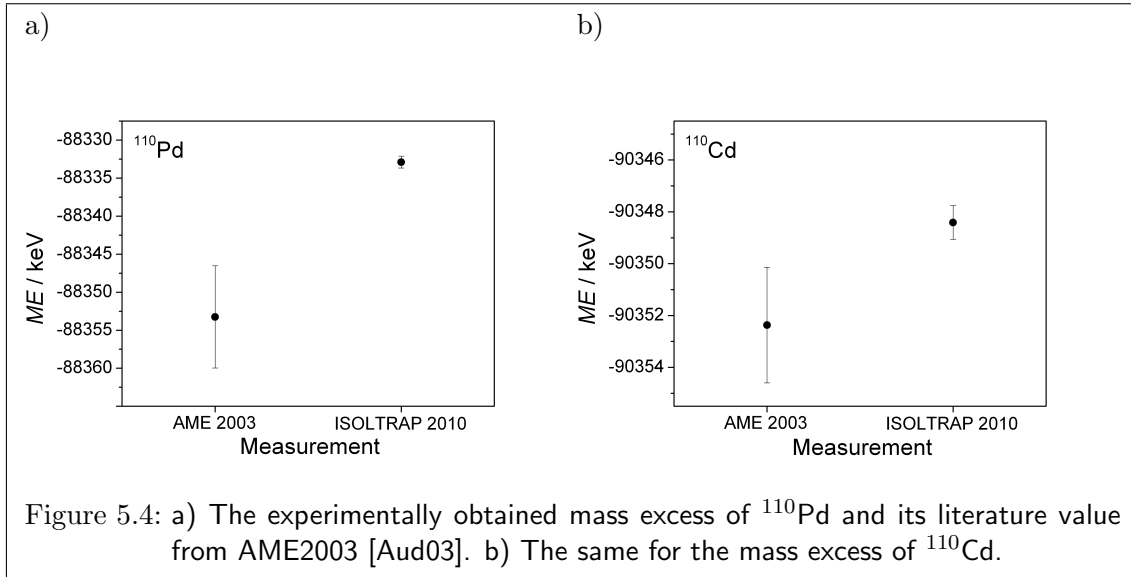 a)
b)
-88330
-88335
-88340
-88345
-88350
-88355
-88360
ME / keV
¹¹⁰Pd
AME 2003
ISOLTRAP 2010
Measurement
-90346
-90348
-90350
-90352
-90354
ME / keV
¹¹⁰Cd
AME 2003
ISOLTRAP 2010
Measurement
Figure 5.4: a) The experimentally obtained mass excess of ¹¹⁰Pd and its literature value
from AME2003 [Aud03]. b) The same for the mass excess of ¹¹⁰Cd.